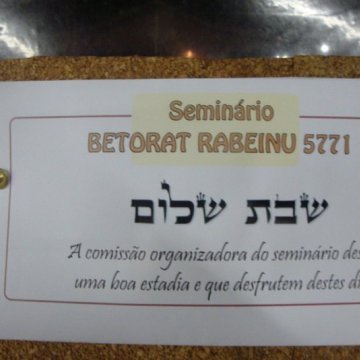 Seminário
BETORAT RABEINU 5771
שבת שלום
A comissão organizadora do seminário
uma boa estadia e que desfrutem destes